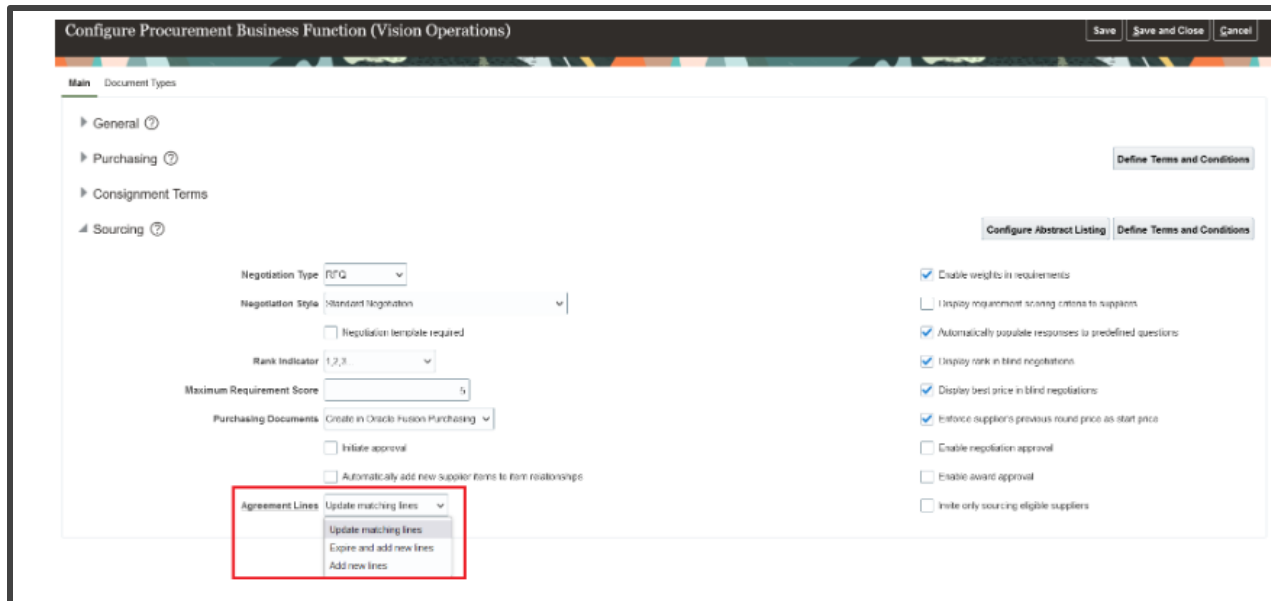 Configure Procurement Business Function (Vision Operations)
Save Save and Close Cancel
Main Document Types
General
Purchasing
Define Terms and Conditions
Consignment Terms
Sourcing
Configure Abstract Listing Define Terms and Conditions
Negotiation Type RFQ
Enable weights in requirements
Negotiation Style Standard Negotiation
Display requirement scoring criteria to suppliers
Negotiation template required
Automatically populate responses to predefined questions
Rank Indicator 1,2,3...
Display rank in blind negotiations
Maximum Requirement Score 5
Display best price in blind negotiations
Purchasing Documents Create in Oracle Fusion Purchasing
Enforce supplier's previous round price as start price
Initiate approval
Enable negotiation approval
Automatically add new supplier items to item relationships
Enable award approval
Agreement Lines Update matching lines
Invite only sourcing eligible suppliers
Update matching lines
Expire and add new lines
Add new lines